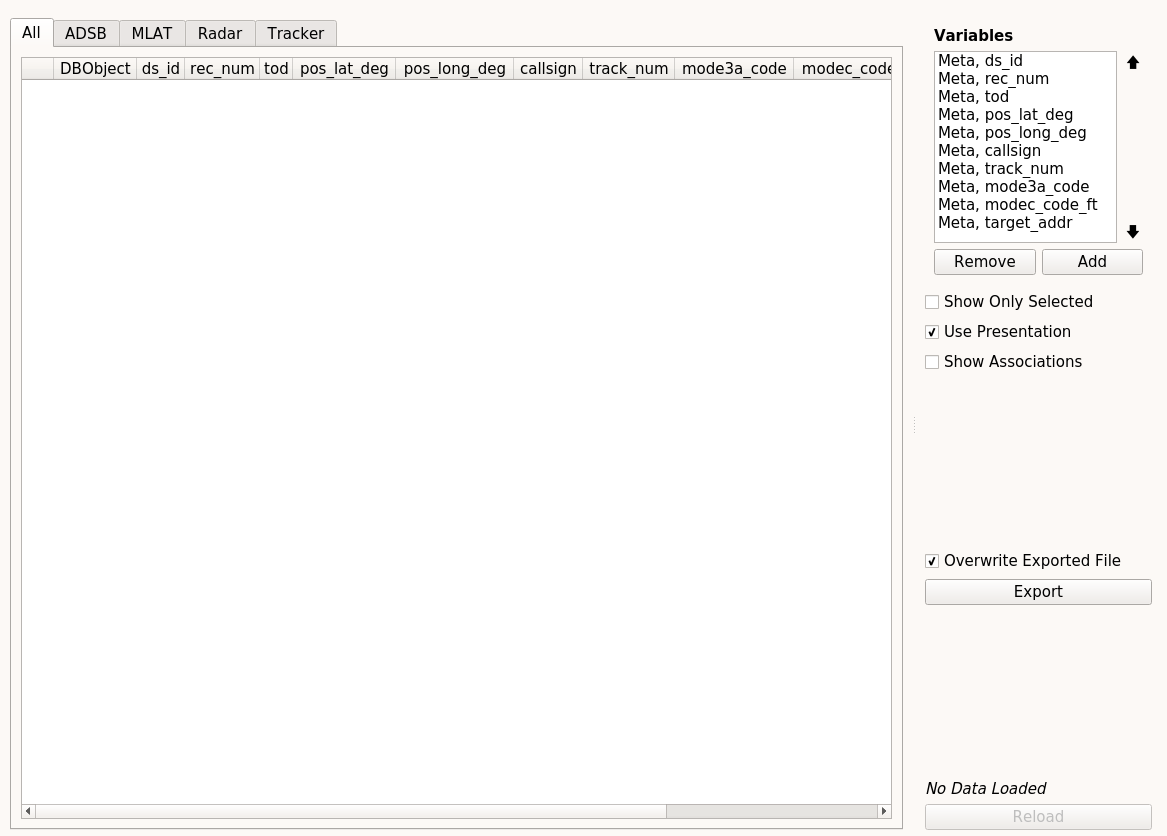 All ADSB MLAT Radar Tracker
DBObject ds_id rec_num tod pos_lat_deg pos_long_deg callsign track_num mode3a_code modec_code
Variables
Meta, ds_id
Meta, rec_num
Meta, tod
Meta, pos_lat_deg
Meta, pos_long_deg
Meta, callsign
Meta, track_num
Meta, mode3a_code
Meta, modec_code_ft
Meta, target_addr
Remove Add
Show Only Selected
Use Presentation
Show Associations
Overwrite Exported File
Export
No Data Loaded
Reload